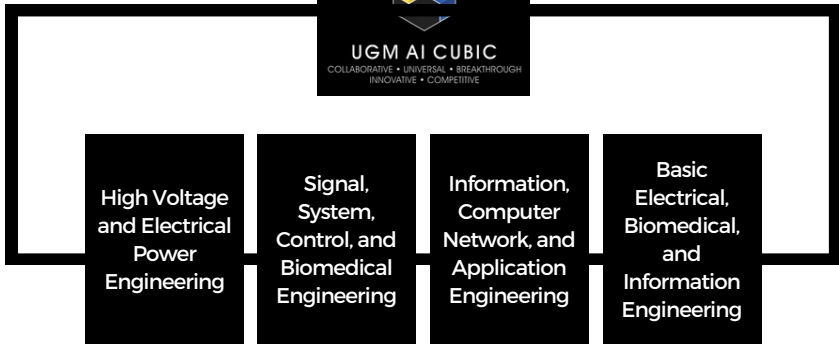 UGM AI CUBIC
COLLABORATIVE • UNIVERSAL • BREAKTHROUGH
INNOVATIVE • COMPETITIVE
High Voltage
and Electrical
Power
Engineering
Signal,
System,
Control, and
Biomedical
Engineering
Information,
Computer
Network, and
Application
Engineering
Basic
Electrical,
Biomedical,
and
Information
Engineering